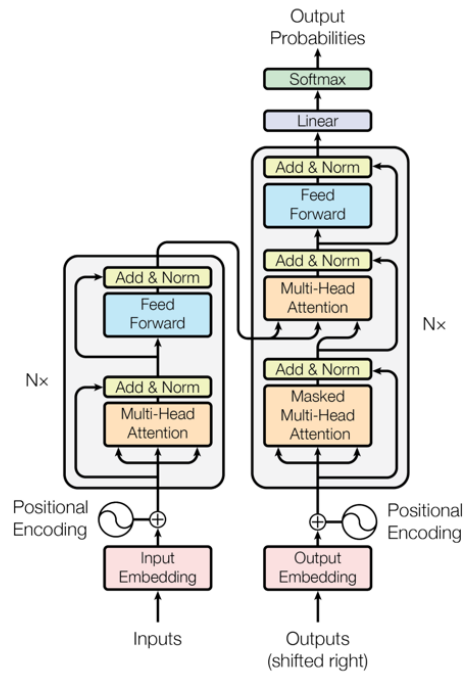 Output
Probabilities
Softmax
Linear
Add & Norm
Feed
Forward
Add & Norm
Multi-Head
Attention
Add & Norm
Masked
Multi-Head
Attention
N×
Add & Norm
Feed
Forward
Add & Norm
Multi-Head
Attention
N×
Positional
Encoding
Positional
Encoding
Input
Embedding
Output
Embedding
Inputs
Outputs
(shifted right)